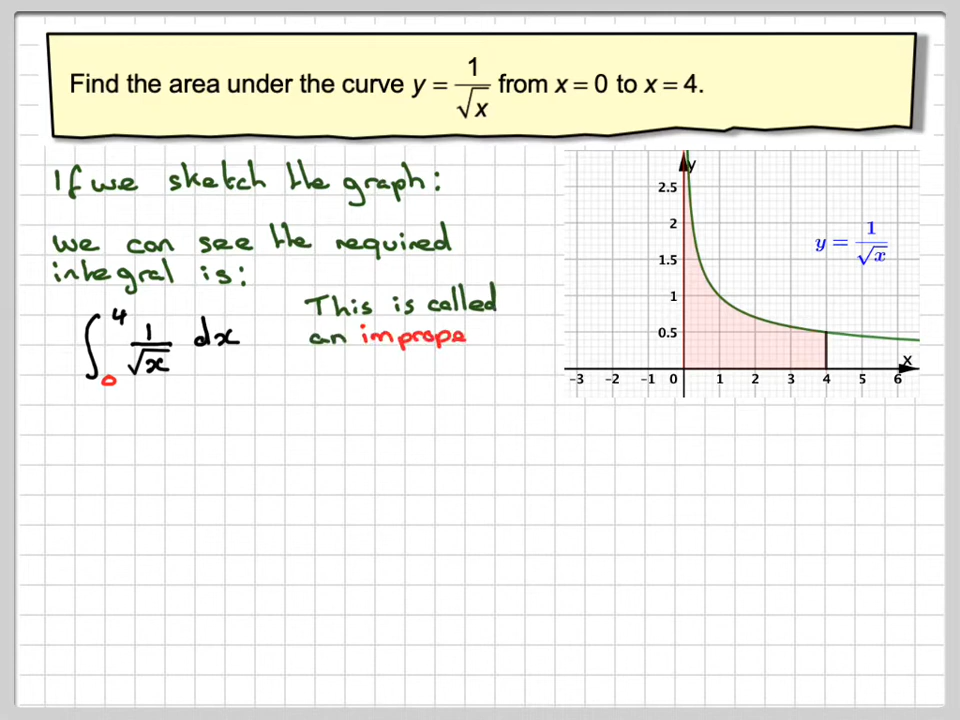 Find the area under the curve y = 1/√x from x = 0 to x = 4.
If we sketch the graph:
we can see the required
integral is:
∫₀⁴ 1/√x dx
This is called
an imprope
y
2.5
2
1.5
1
0.5
y = 1/√x
x
-3 -2 -1 0 1 2 3 4 5 6